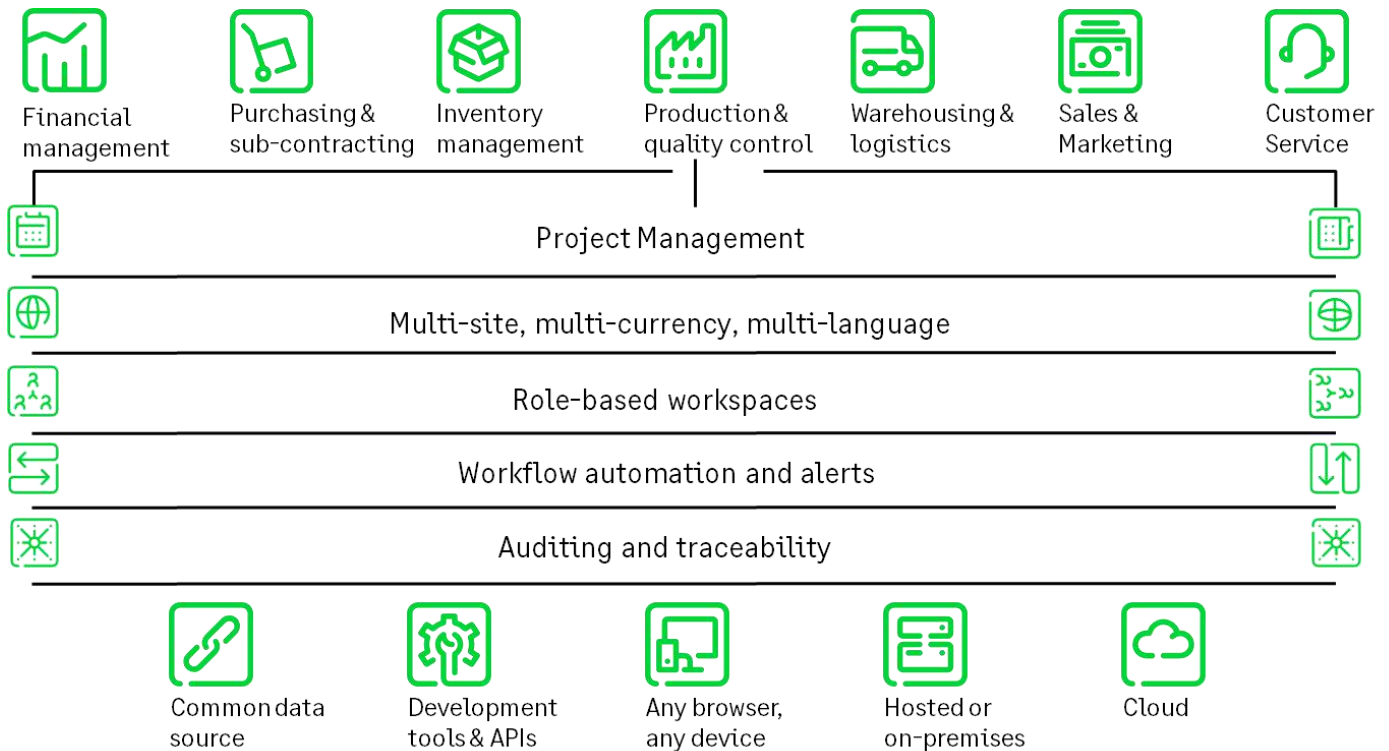 Financial
management
Purchasing &
sub-contracting
Inventory
management
Production &
quality control
Warehousing &
logistics
Sales &
Marketing
Customer
Service
Project Management
Multi-site, multi-currency, multi-language
Role-based workspaces
Workflow automation and alerts
Auditing and traceability
Common data
source
Development
tools & APIs
Any browser,
any device
Hosted or
on-premises
Cloud